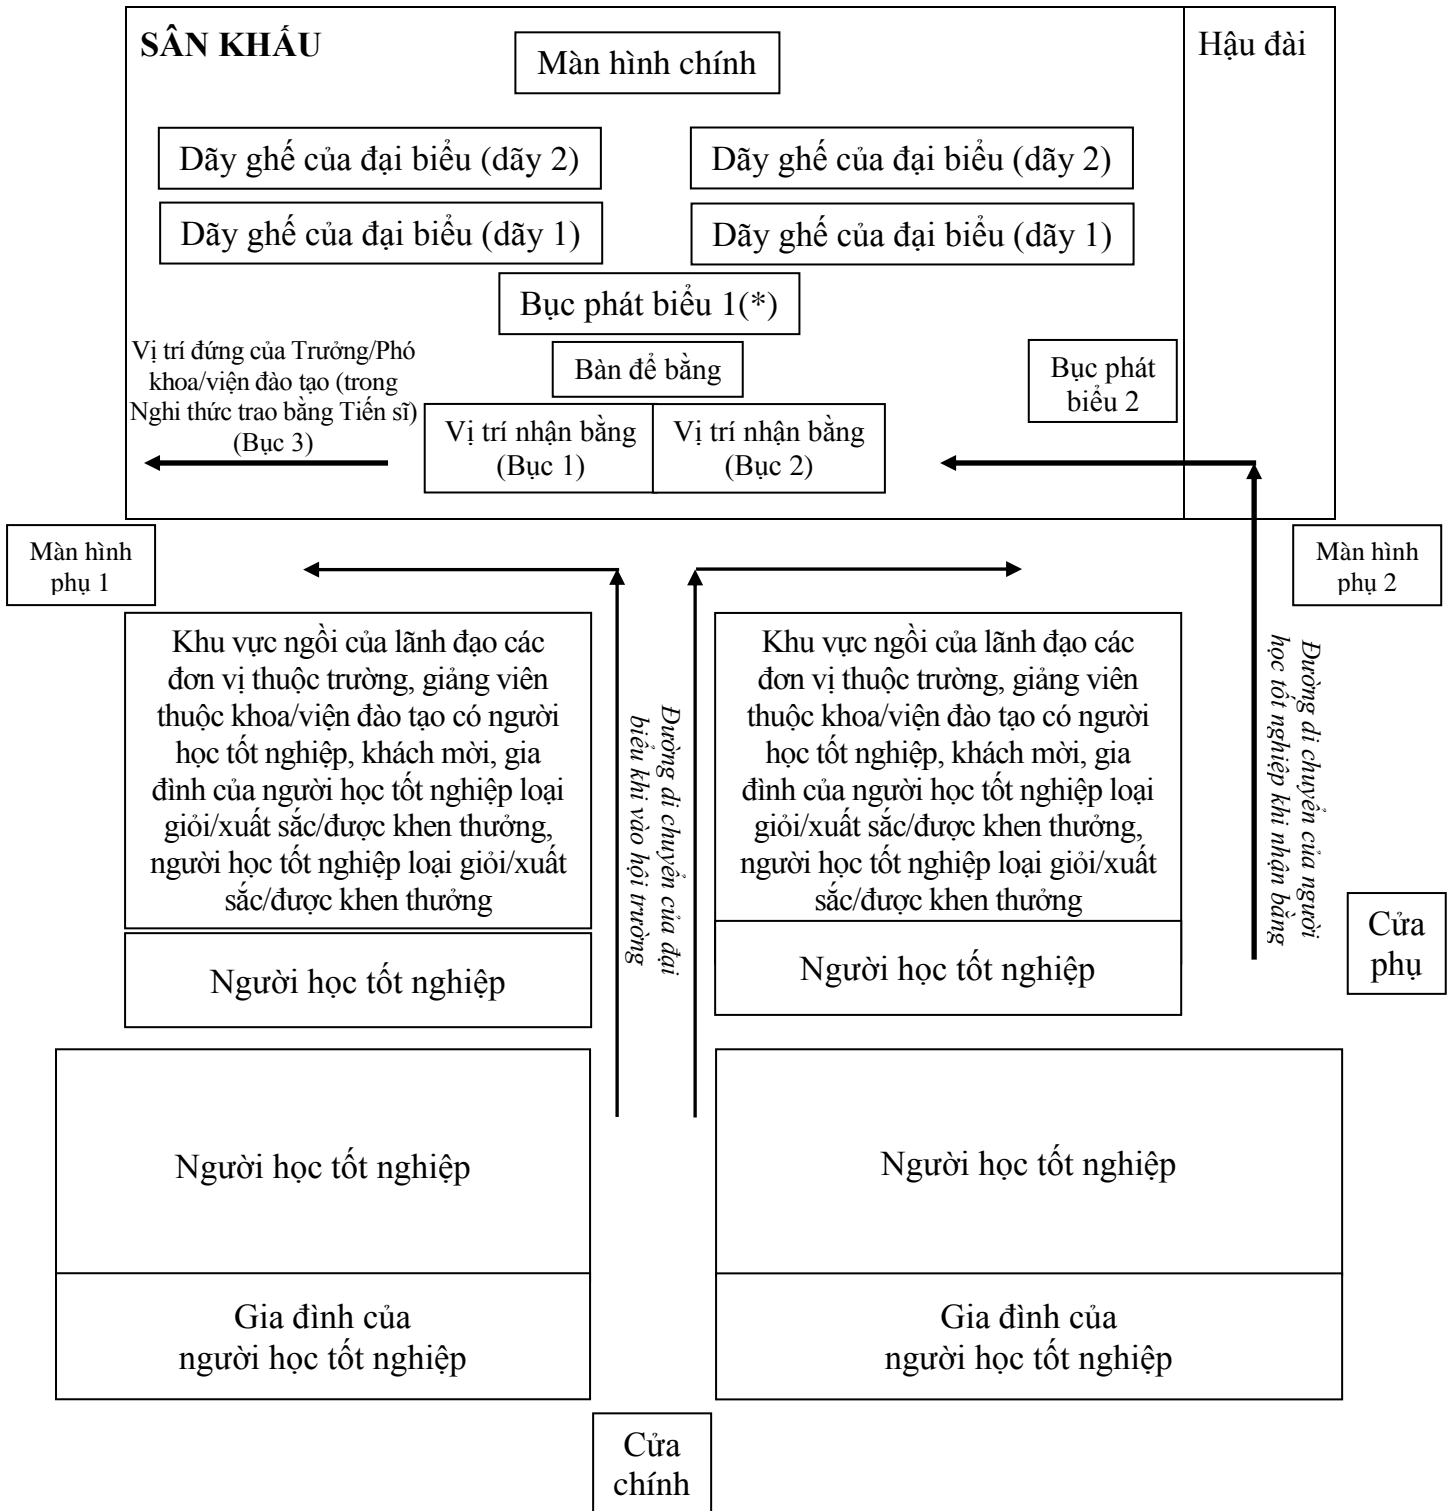 SÂN KHẤU
Màn hình chính
Hậu đài
Dãy ghế của đại biểu (dãy 2)
Dãy ghế của đại biểu (dãy 2)
Dãy ghế của đại biểu (dãy 1)
Dãy ghế của đại biểu (dãy 1)
Bục phát biểu 1(*)
Vị trí đứng của Trưởng/Phó
khoa/viện đào tạo (trong
Nghi thức trao bằng Tiến sĩ)
(Bục 3)
Bàn để bằng
Bục phát
biểu 2
Vị trí nhận bằng
(Bục 1)
Vị trí nhận bằng
(Bục 2)
Màn hình
phụ 1
Màn hình
phụ 2
Khu vực ngồi của lãnh đạo các
đơn vị thuộc trường, giảng viên
thuộc khoa/viện đào tạo có người
học tốt nghiệp, khách mời, gia
đình của người học tốt nghiệp loại
giỏi/xuất sắc/được khen thưởng,
người học tốt nghiệp loại giỏi/xuất
sắc/được khen thưởng
Đường di chuyển của đại
biểu khi vào hội trường
Khu vực ngồi của lãnh đạo các
đơn vị thuộc trường, giảng viên
thuộc khoa/viện đào tạo có người
học tốt nghiệp, khách mời, gia
đình của người học tốt nghiệp loại
giỏi/xuất sắc/được khen thưởng,
người học tốt nghiệp loại giỏi/xuất
sắc/được khen thưởng
Đường di chuyển của người
học tốt nghiệp khi nhận bằng
Cửa
phụ
Người học tốt nghiệp
Người học tốt nghiệp
Người học tốt nghiệp
Người học tốt nghiệp
Gia đình của
người học tốt nghiệp
Gia đình của
người học tốt nghiệp
Cửa
chính